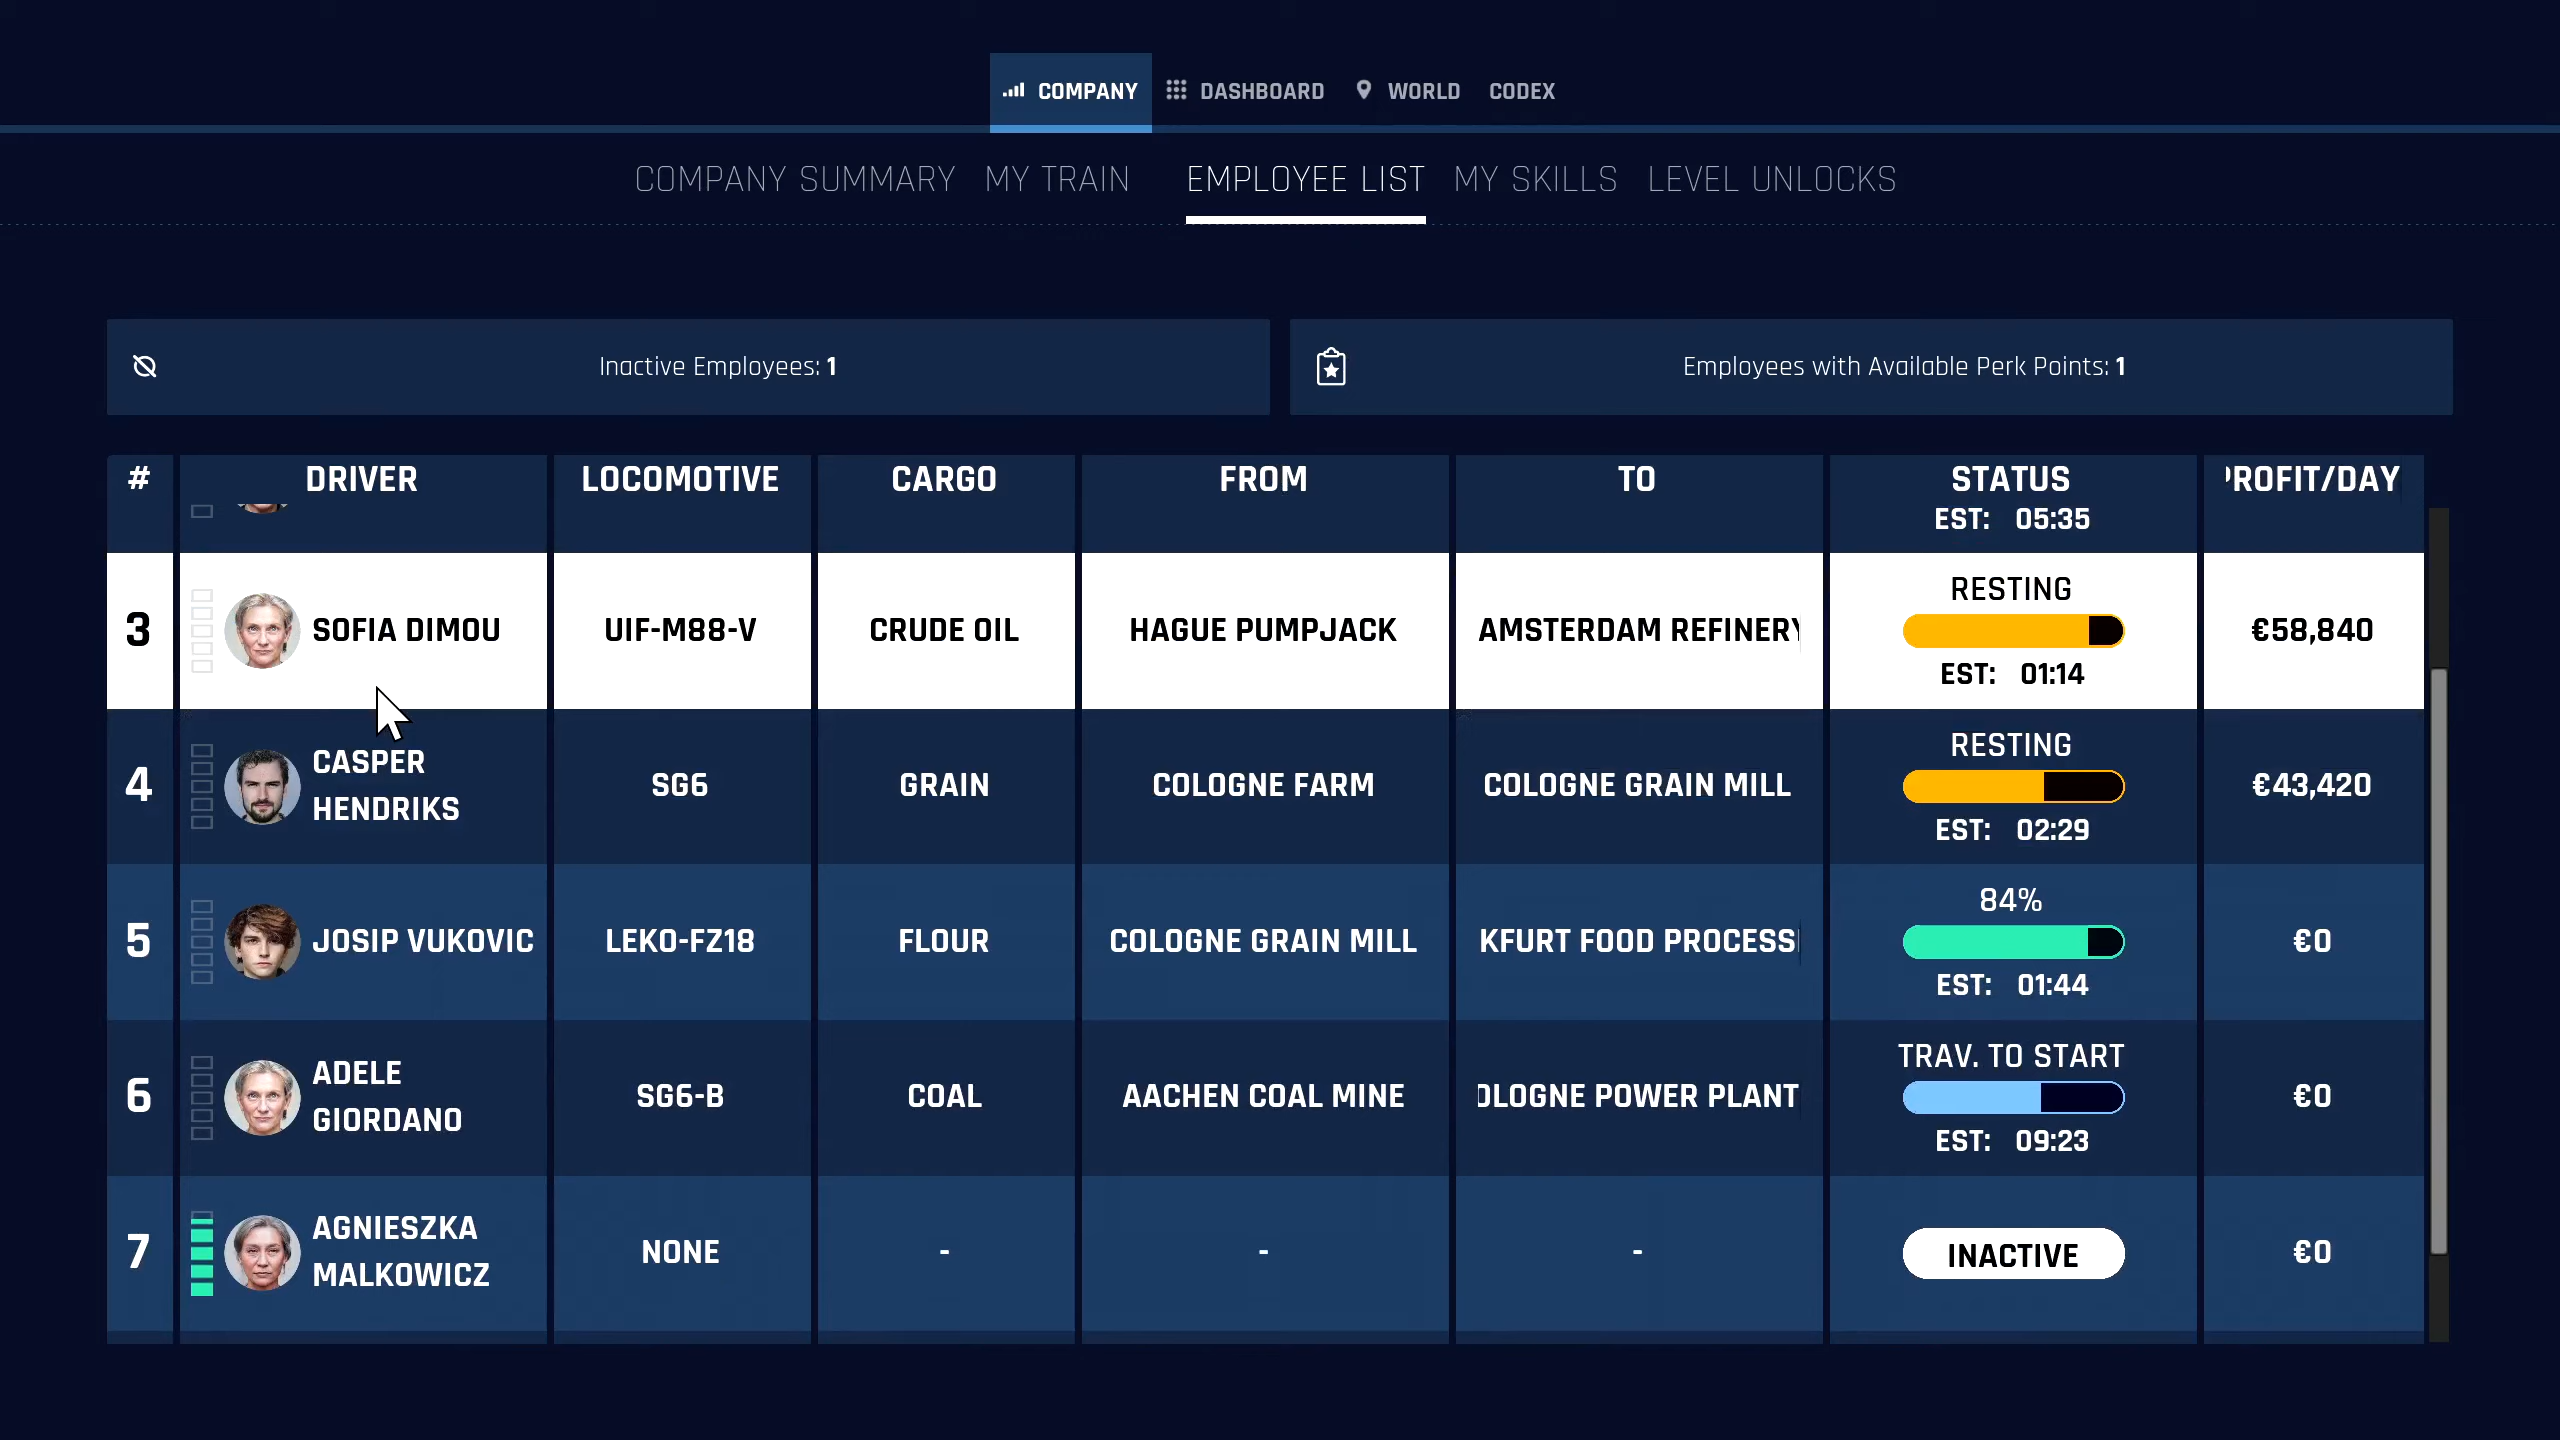 COMPANY DASHBOARD WORLD CODEX
COMPANY SUMMARY MY TRAIN EMPLOYEE LIST MY SKILLS LEVEL UNLOCKS
Inactive Employees: 1 Employees with Available Perk Points: 1
# DRIVER LOCOMOTIVE CARGO FROM TO STATUS ROFIT/DAY
EST: 05:35
RESTING
3 SOFIA DIMOU UIF-M88-V CRUDE OIL HAGUE PUMPJACK AMSTERDAM REFINERY €58,840
EST: 01:14
RESTING
4 CASPER HENDRIKS SG6 GRAIN COLOGNE FARM COLOGNE GRAIN MILL €43,420
EST: 02:29
84%
5 JOSIP VUKOVIC LEKO-FZ18 FLOUR COLOGNE GRAIN MILL KFURT FOOD PROCESS €0
EST: 01:44
TRAV. TO START
6 ADELE GIORDANO SG6-B COAL AACHEN COAL MINE OLOGNE POWER PLANT €0
EST: 09:23
7 AGNIESZKA MALKOWICZ NONE - - - INACTIVE €0